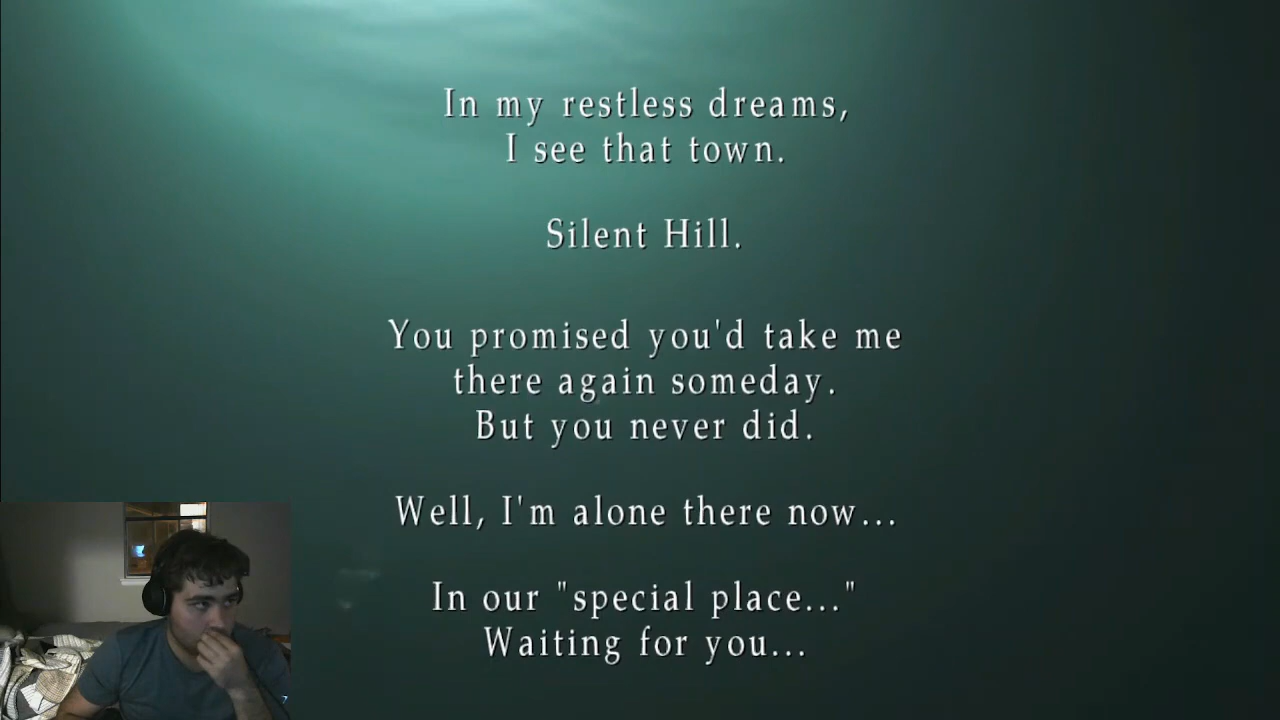 In my restless dreams,
I see that town.
Silent Hill.
You promised you'd take me
there again someday.
But you never did.
Well, I'm alone there now...
In our "special place..."
Waiting for you...